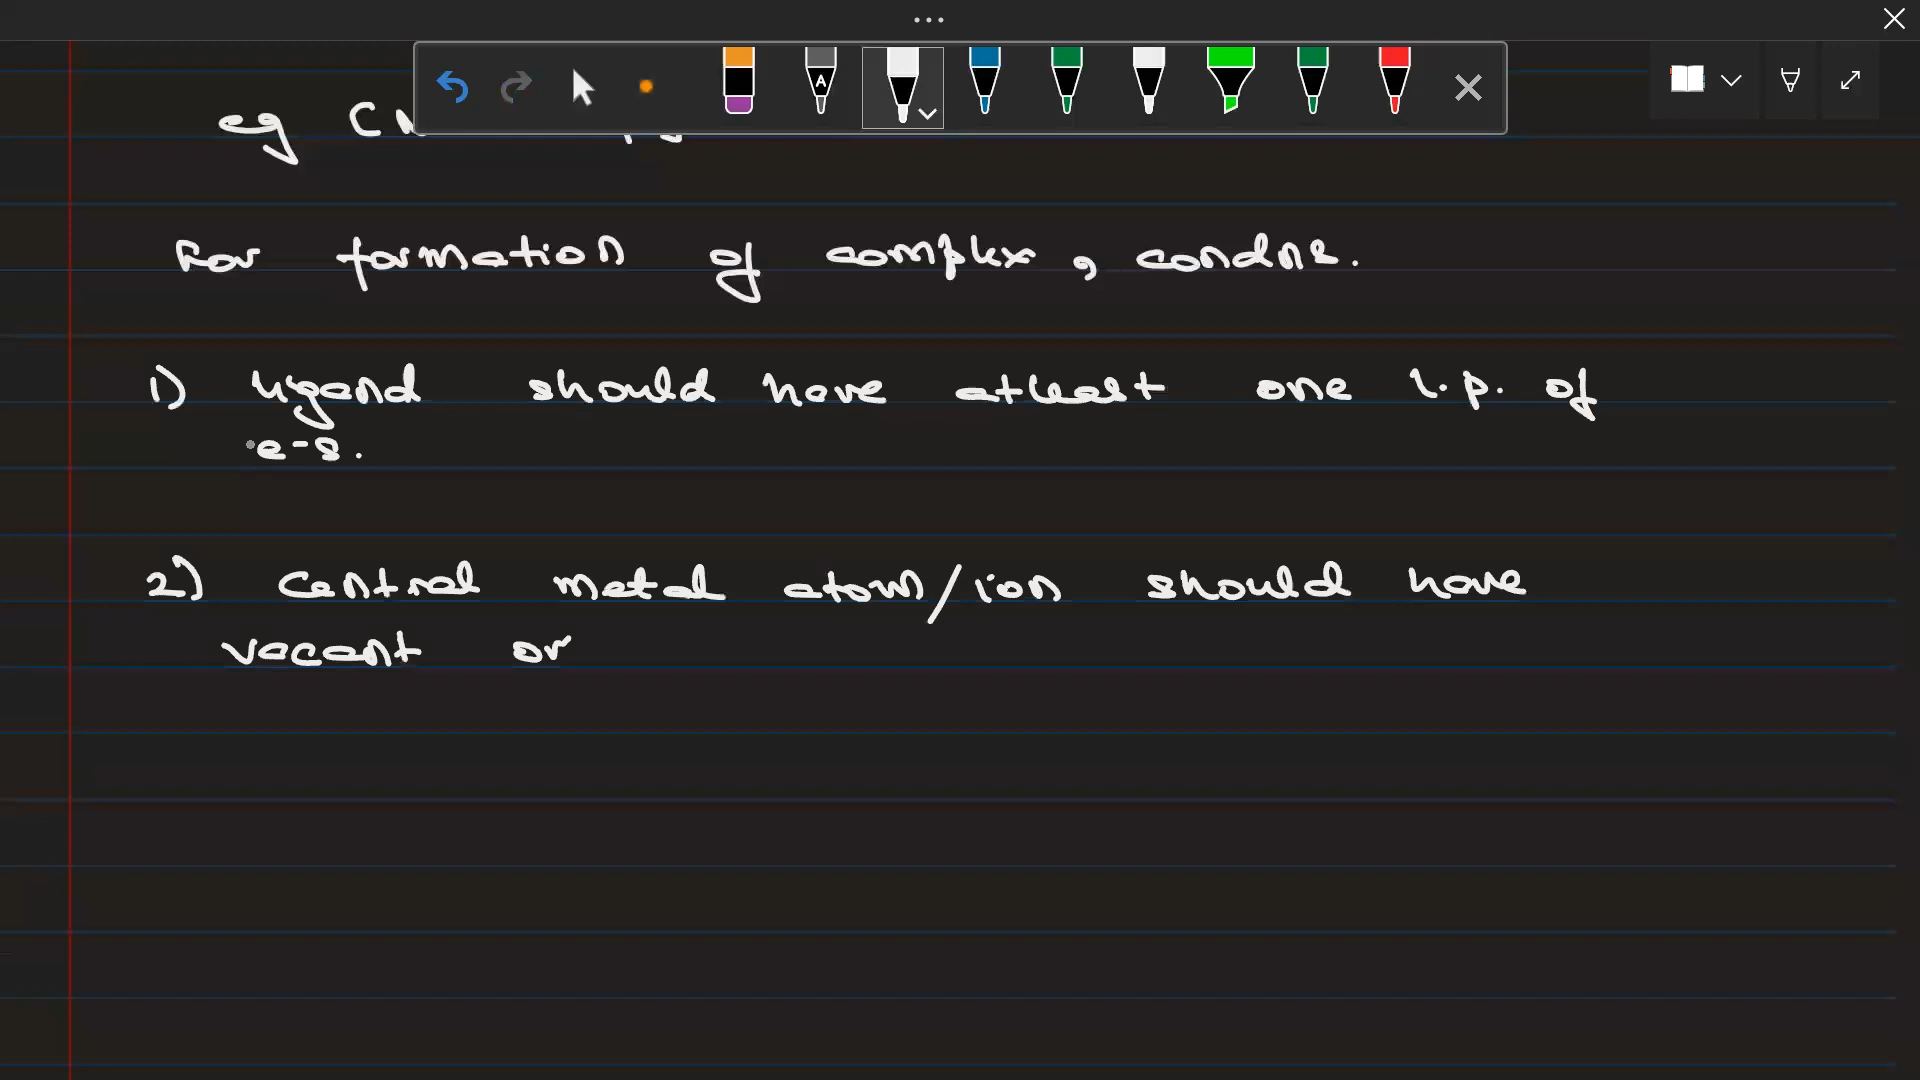 eg
For formation of complex, condns.
1) ligand should have atleast one l.p. of
e-s.
2) Central metal atom/ion should have
vacant or